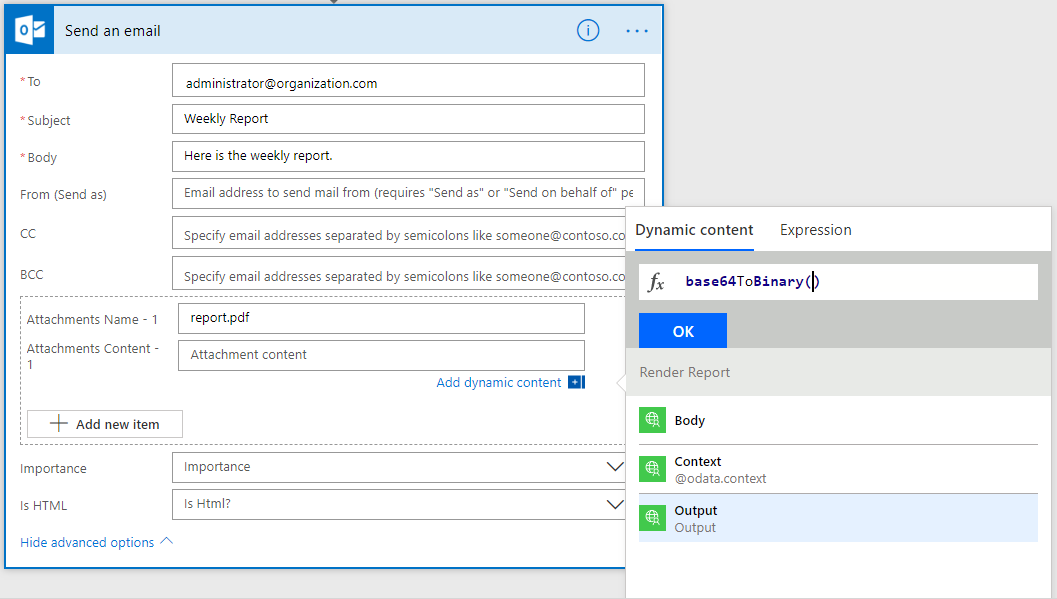 Send an email
* To
administrator@organization.com
* Subject
Weekly Report
* Body
Here is the weekly report.
From (Send as)
Email address to send mail from (requires "Send as" or "Send on behalf of" pe
CC
Specify email addresses separated by semicolons like someone@contoso.co
BCC
Specify email addresses separated by semicolons like someone@contoso.co
Attachments Name - 1
report.pdf
Attachments Content -
1
Attachment content
Add dynamic content
Add new item
Importance
Importance
Is HTML
Is Html?
Hide advanced options
Dynamic content
Expression
fx
base64ToBinary()
OK
Render Report
Body
Context
@odata.context
Output
Output